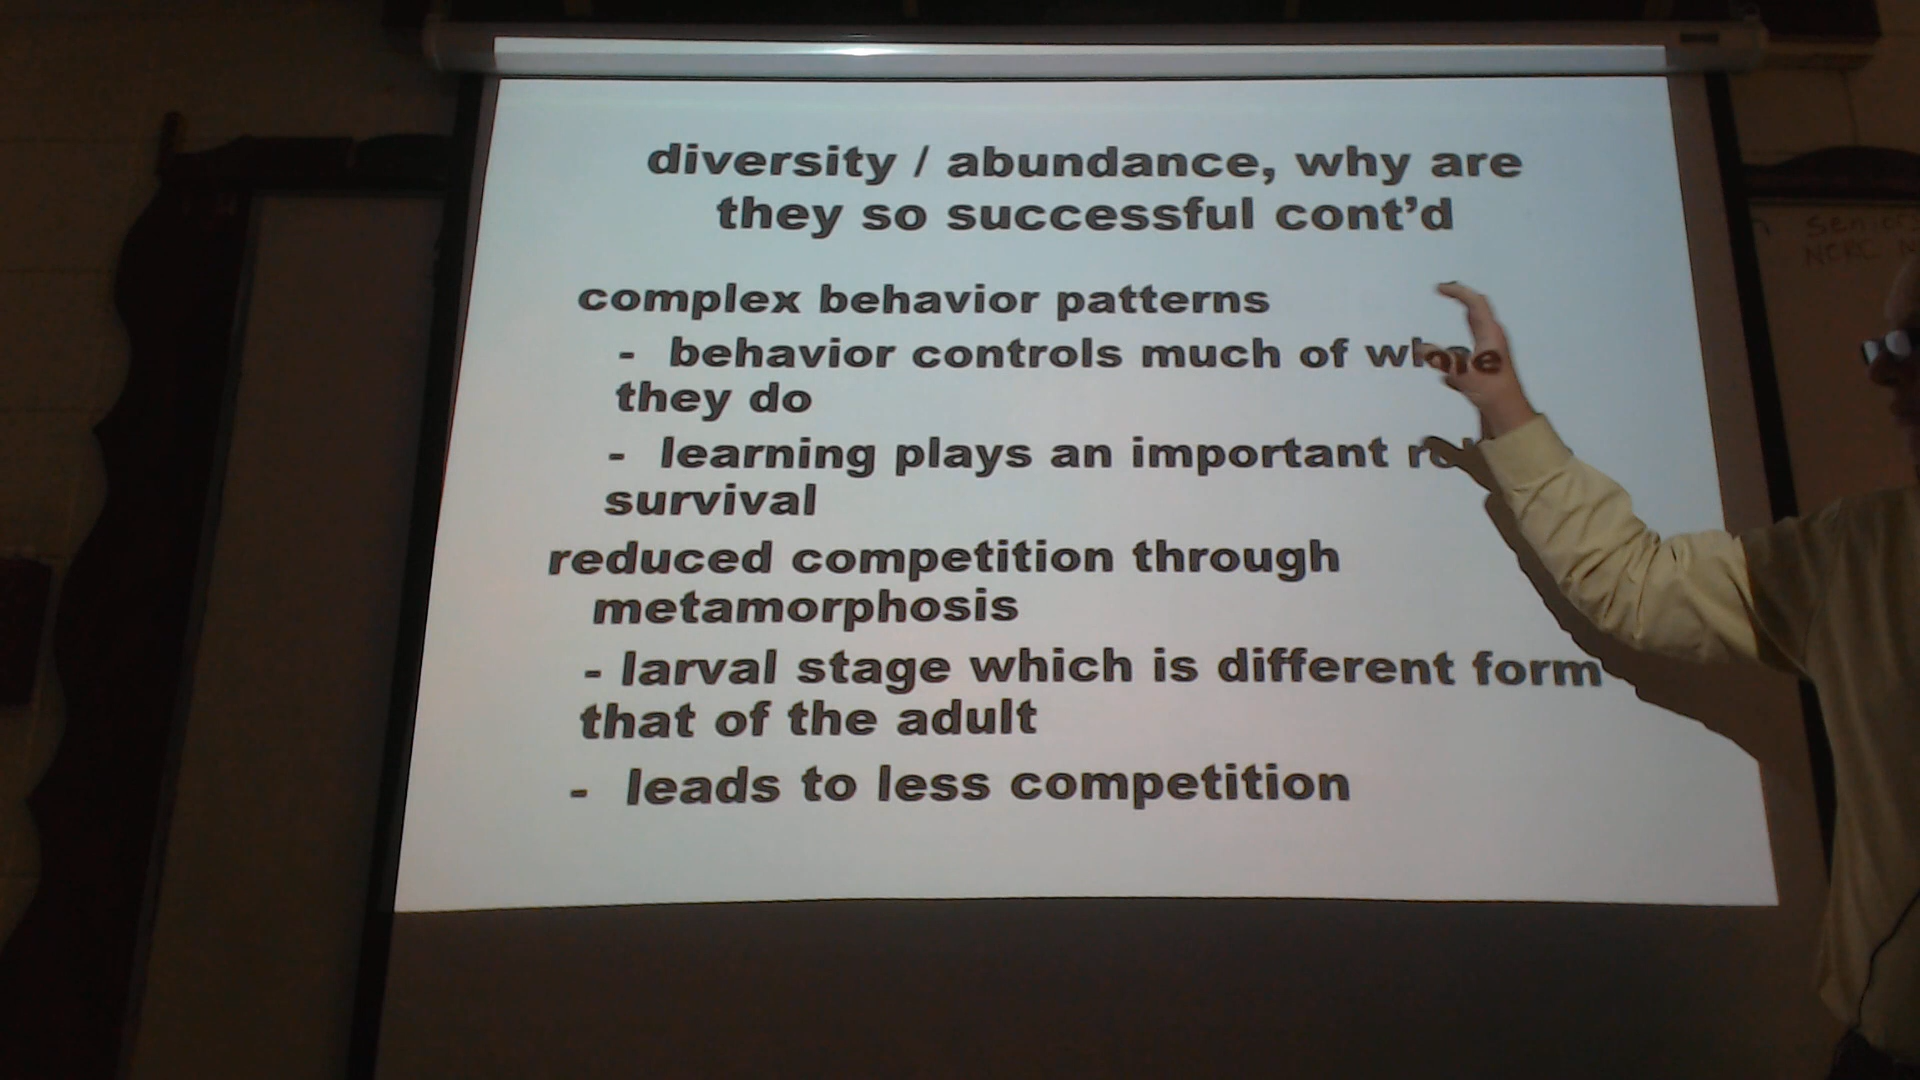 diversity / abundance, why are
they so successful cont’d
complex behavior patterns
- behavior controls much of
they do
- learning plays an important
survival
reduced competition through
metamorphosis
- larval stage which is different form
that of the adult
- leads to less competition